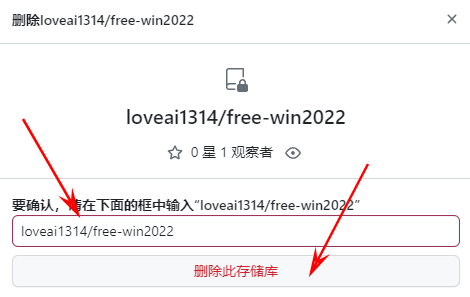 删除loveai1314/free-win2022
loveai1314/free-win2022
0 星 1 观察者
要确认，请在下面的框中输入“loveai1314/free-win2022”
loveai1314/free-win2022
删除此存储库